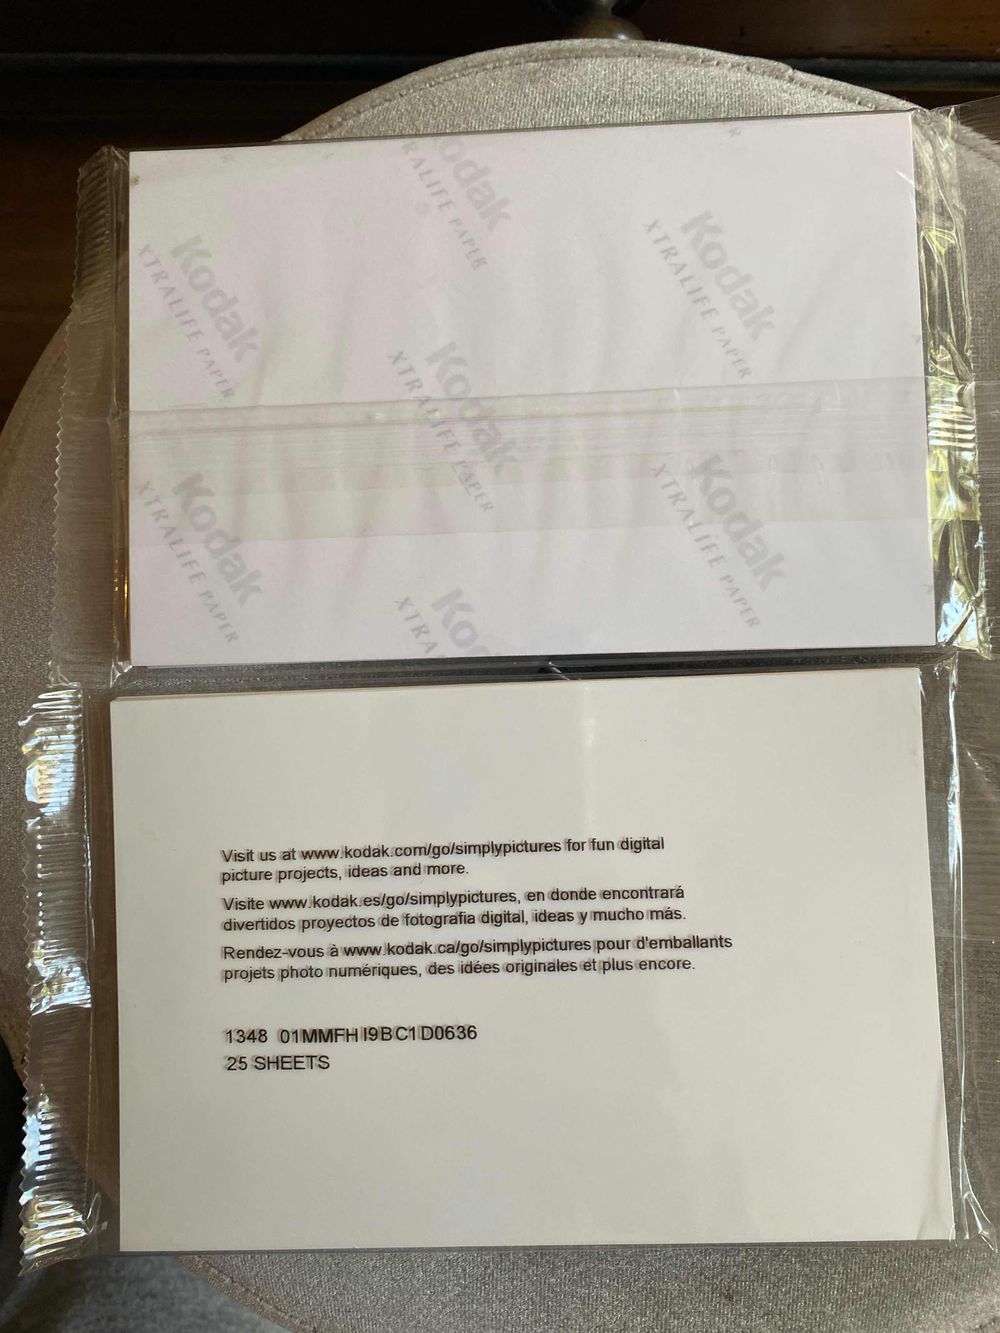 Kodak
XTRALIFE PAPER
Kodak
XTRALIFE PAPER
Kodak
XTRALIFE PAPER
Kodak
XTRALIFE PAPER
Kodak
XTRALIFE PAPER
Kodak
XTRALIFE PAPER
Visit us at www.kodak.com/go/simplypictures for fun digital
picture projects, ideas and more.
Visite www.kodak.es/go/simplypictures, en donde encontrará
divertidos proyectos de fotografia digital, ideas y mucho más.
Rendez-vous à www.kodak.ca/go/simplypictures pour d'emballants
projets photo numériques, des idées originales et plus encore.
1348 01MMFH I9BC1D0636
25 SHEETS